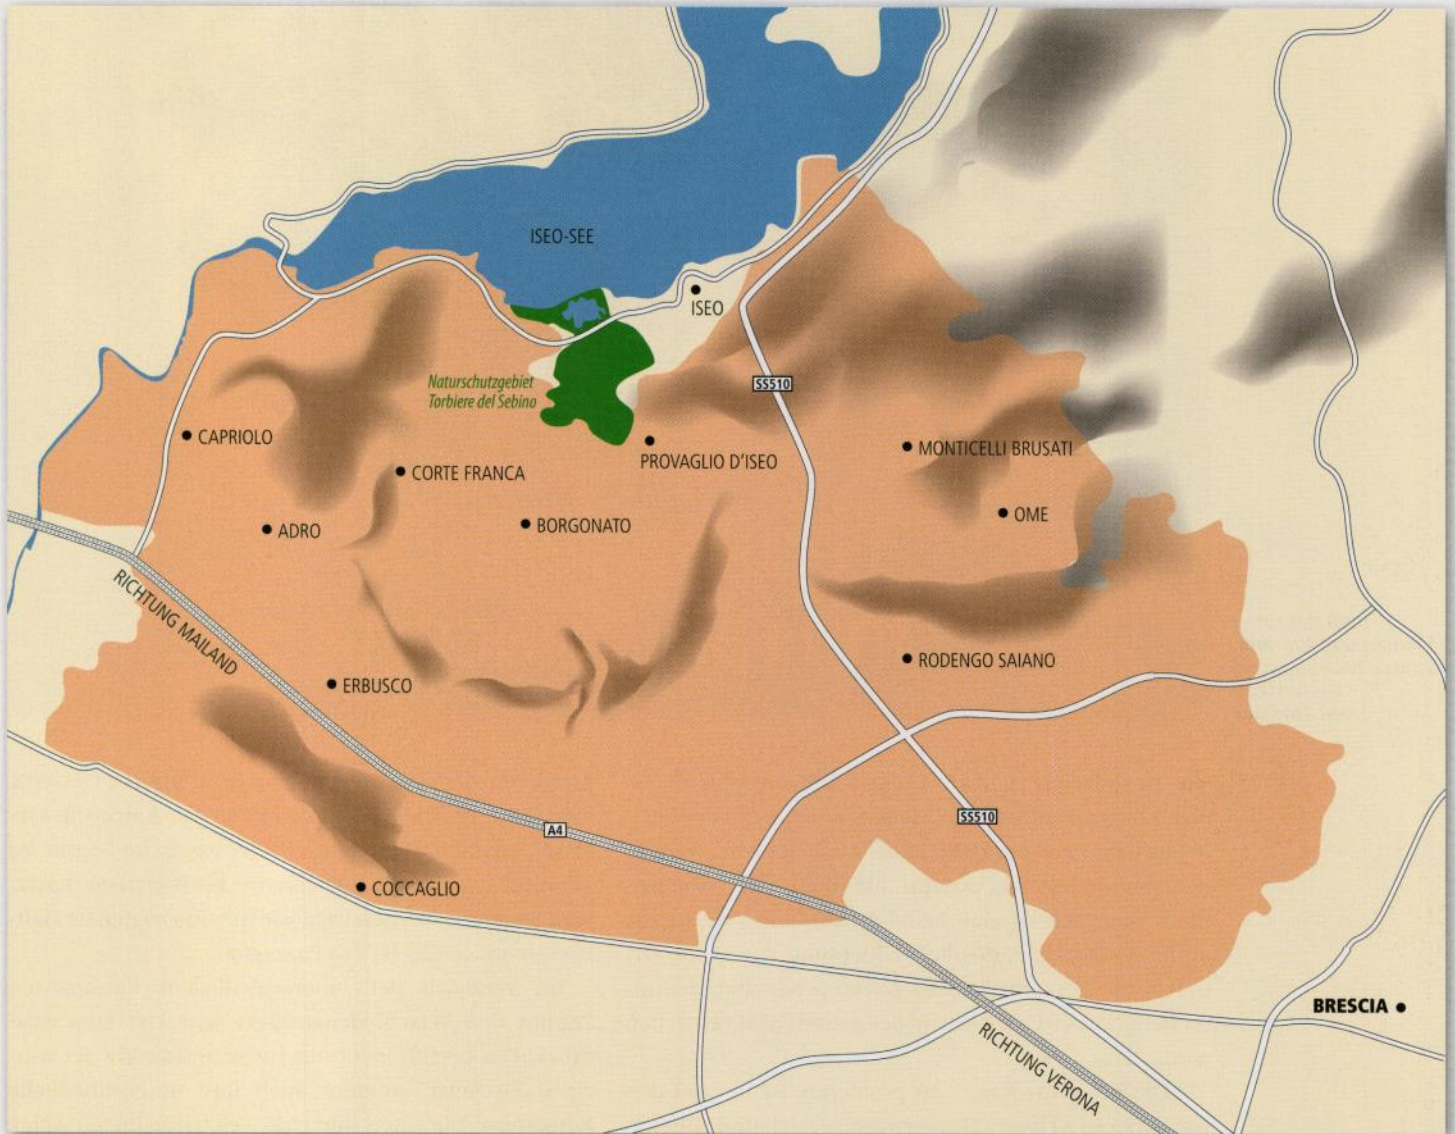 ISEO-SEE
ISEO
Naturschutzgebiet
Torbiere del Sebino
SS510
CAPRIOLO
CORTE FRANCA
PROVAGLIO D'ISEO
MONTICELLI BRUSATI
ADRO
BORGONATO
OME
RICHTUNG MAILAND
ERBUSCO
RODENGO SAIANO
A4
SS510
COCCAGLIO
BRESCIA
RICHTUNG VERONA